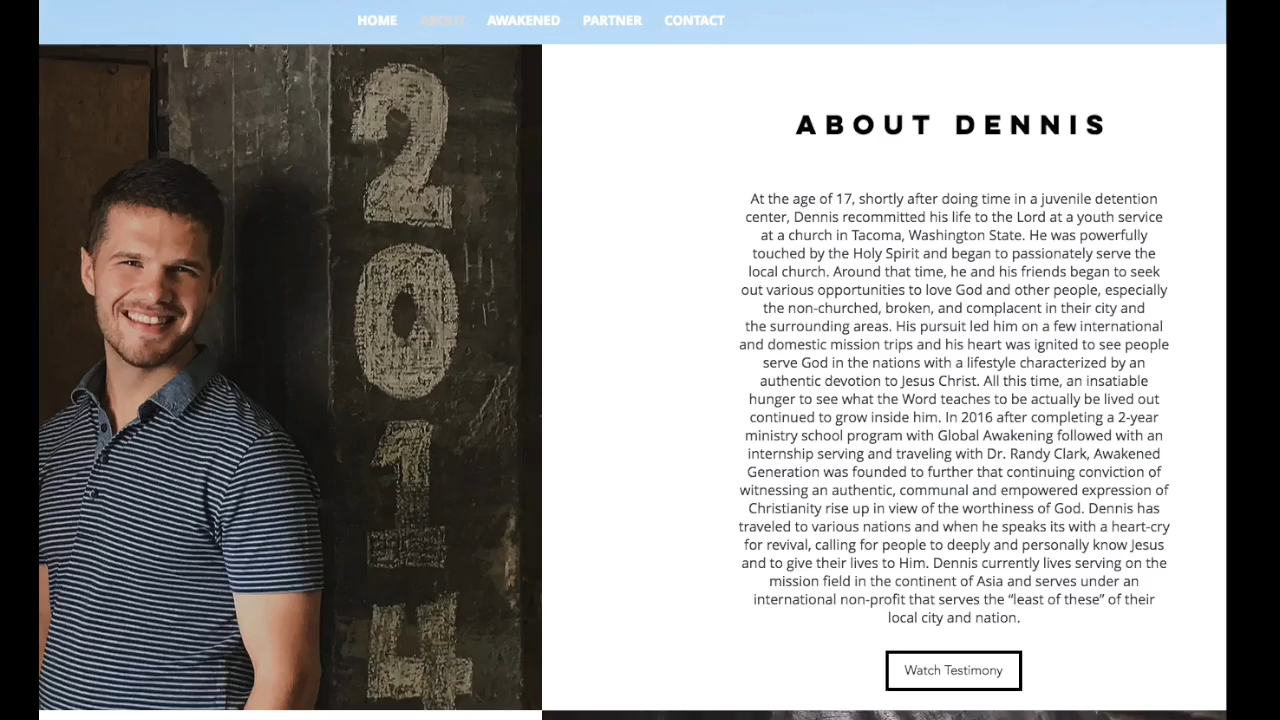 HOME ABOUT AWAKENED PARTNER CONTACT
2
0
1
4
ABOUT DENNIS
At the age of 17, shortly after doing time in a juvenile detention
center, Dennis recommitted his life to the Lord at a youth service
at a church in Tacoma, Washington State. He was powerfully
touched by the Holy Spirit and began to passionately serve the
local church. Around that time, he and his friends began to seek
out various opportunities to love God and other people, especially
the non-churched, broken, and complacent in their city and
the surrounding areas. His pursuit led him on a few international
and domestic mission trips and his heart was ignited to see people
serve God in the nations with a lifestyle characterized by an
authentic devotion to Jesus Christ. All this time, an insatiable
hunger to see what the Word teaches to be actually be lived out
continued to grow inside him. In 2016 after completing a 2-year
ministry school program with Global Awakening followed with an
internship serving and traveling with Dr. Randy Clark, Awakened
Generation was founded to further that continuing conviction of
witnessing an authentic, communal and empowered expression of
Christianity rise up in view of the worthiness of God. Dennis has
traveled to various nations and when he speaks its with a heart-cry
for revival, calling for people to deeply and personally know Jesus
and to give their lives to Him. Dennis currently lives serving on the
mission field in the continent of Asia and serves under an
international non-profit that serves the “least of these” of their
local city and nation.
Watch Testimony